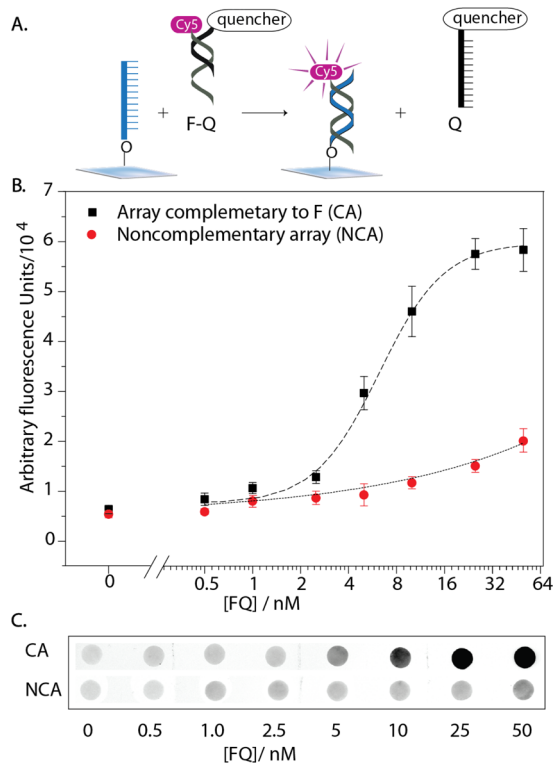 A.
quencher
quencher
Cy5
Cy5
+
+
F-Q
Q
O
O
B.
7
6
5
4
3
2
1
0
Arbitrary fluorescence Units/10 4
Array complemetary to F (CA)
Noncomplementary array (NCA)
0 0.5 1 2 4 8 16 32 64
[FQ] / nM
C.
CA
NCA
0 0.5 1.0 2.5 5 10 25 50
[FQ]/ nM